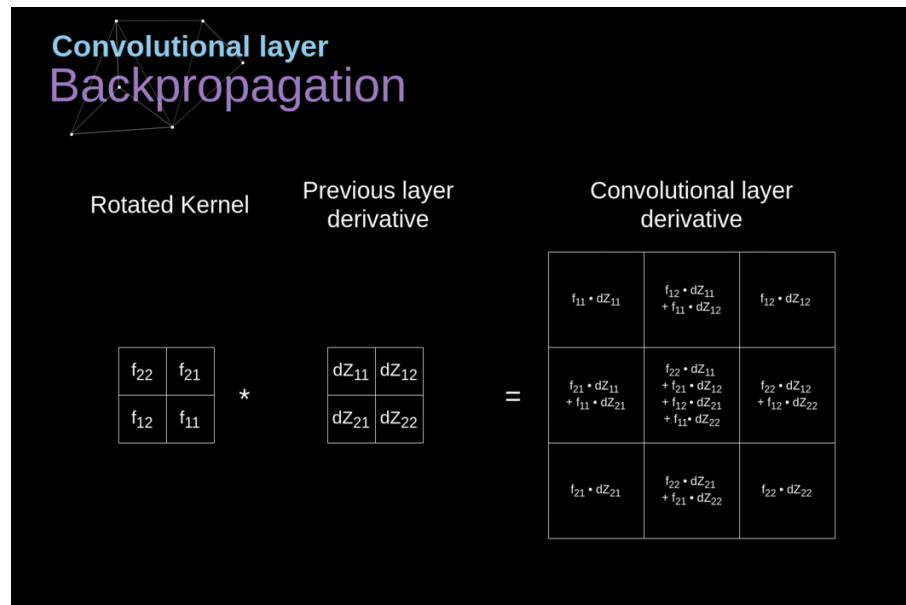 Convolutional layer
Backpropagation
Rotated Kernel
Previous layer
derivative
Convolutional layer
derivative
f₂₂ f₂₁
f₁₂ f₁₁
*
dZ₁₁ dZ₁₂
dZ₂₁ dZ₂₂
=
f₁₁ • dZ₁₁
f₁₂ • dZ₁₁
+ f₁₁ • dZ₁₂
f₁₂ • dZ₁₂
f₂₁ • dZ₁₁
+ f₁₁ • dZ₂₁
f₂₂ • dZ₁₁
+ f₂₁ • dZ₁₂
+ f₁₂ • dZ₂₁
+ f₁₁• dZ₂₂
f₂₂ • dZ₁₂
+ f₁₂ • dZ₂₂
f₂₁ • dZ₂₁
f₂₂ • dZ₂₁
+ f₂₁ • dZ₂₂
f₂₂ • dZ₂₂